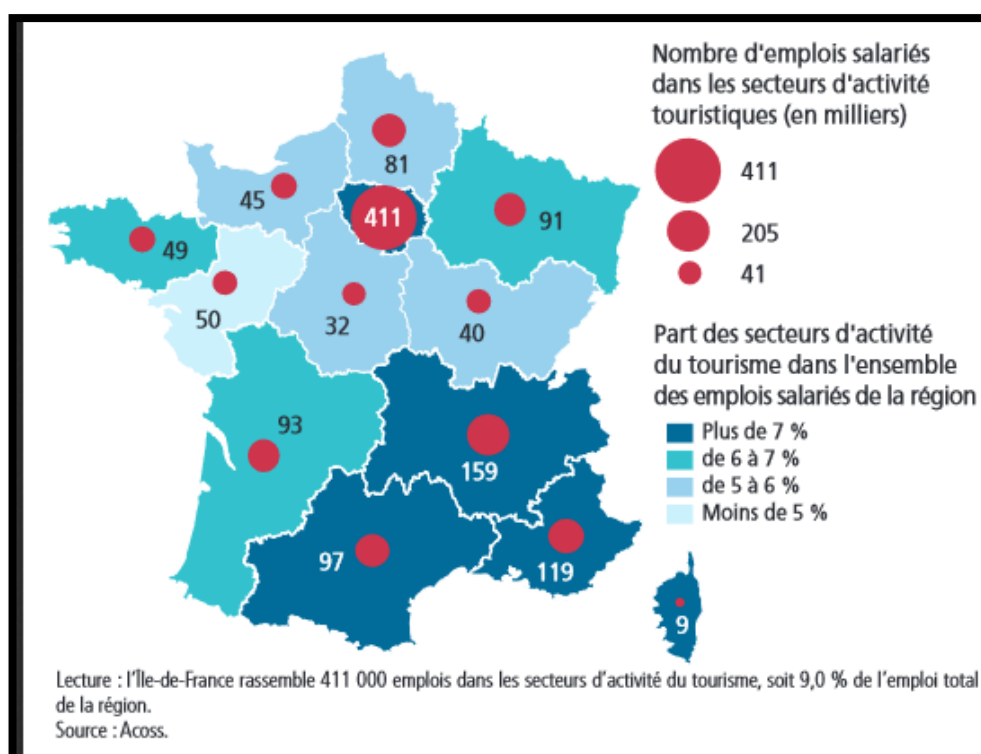 Nombre d'emplois salariés
dans les secteurs d'activité
touristiques (en milliers)
411
205
41
Part des secteurs d'activité
du tourisme dans l'ensemble
des emplois salariés de la région
Plus de 7 %
de 6 à 7 %
de 5 à 6 %
Moins de 5 %
81
45
411
91
49
50
32
40
93
159
97
119
9
Lecture : l'Île-de-France rassemble 411 000 emplois dans les secteurs d'activité du tourisme, soit 9,0 % de l'emploi total
de la région.
Source : Acoss.